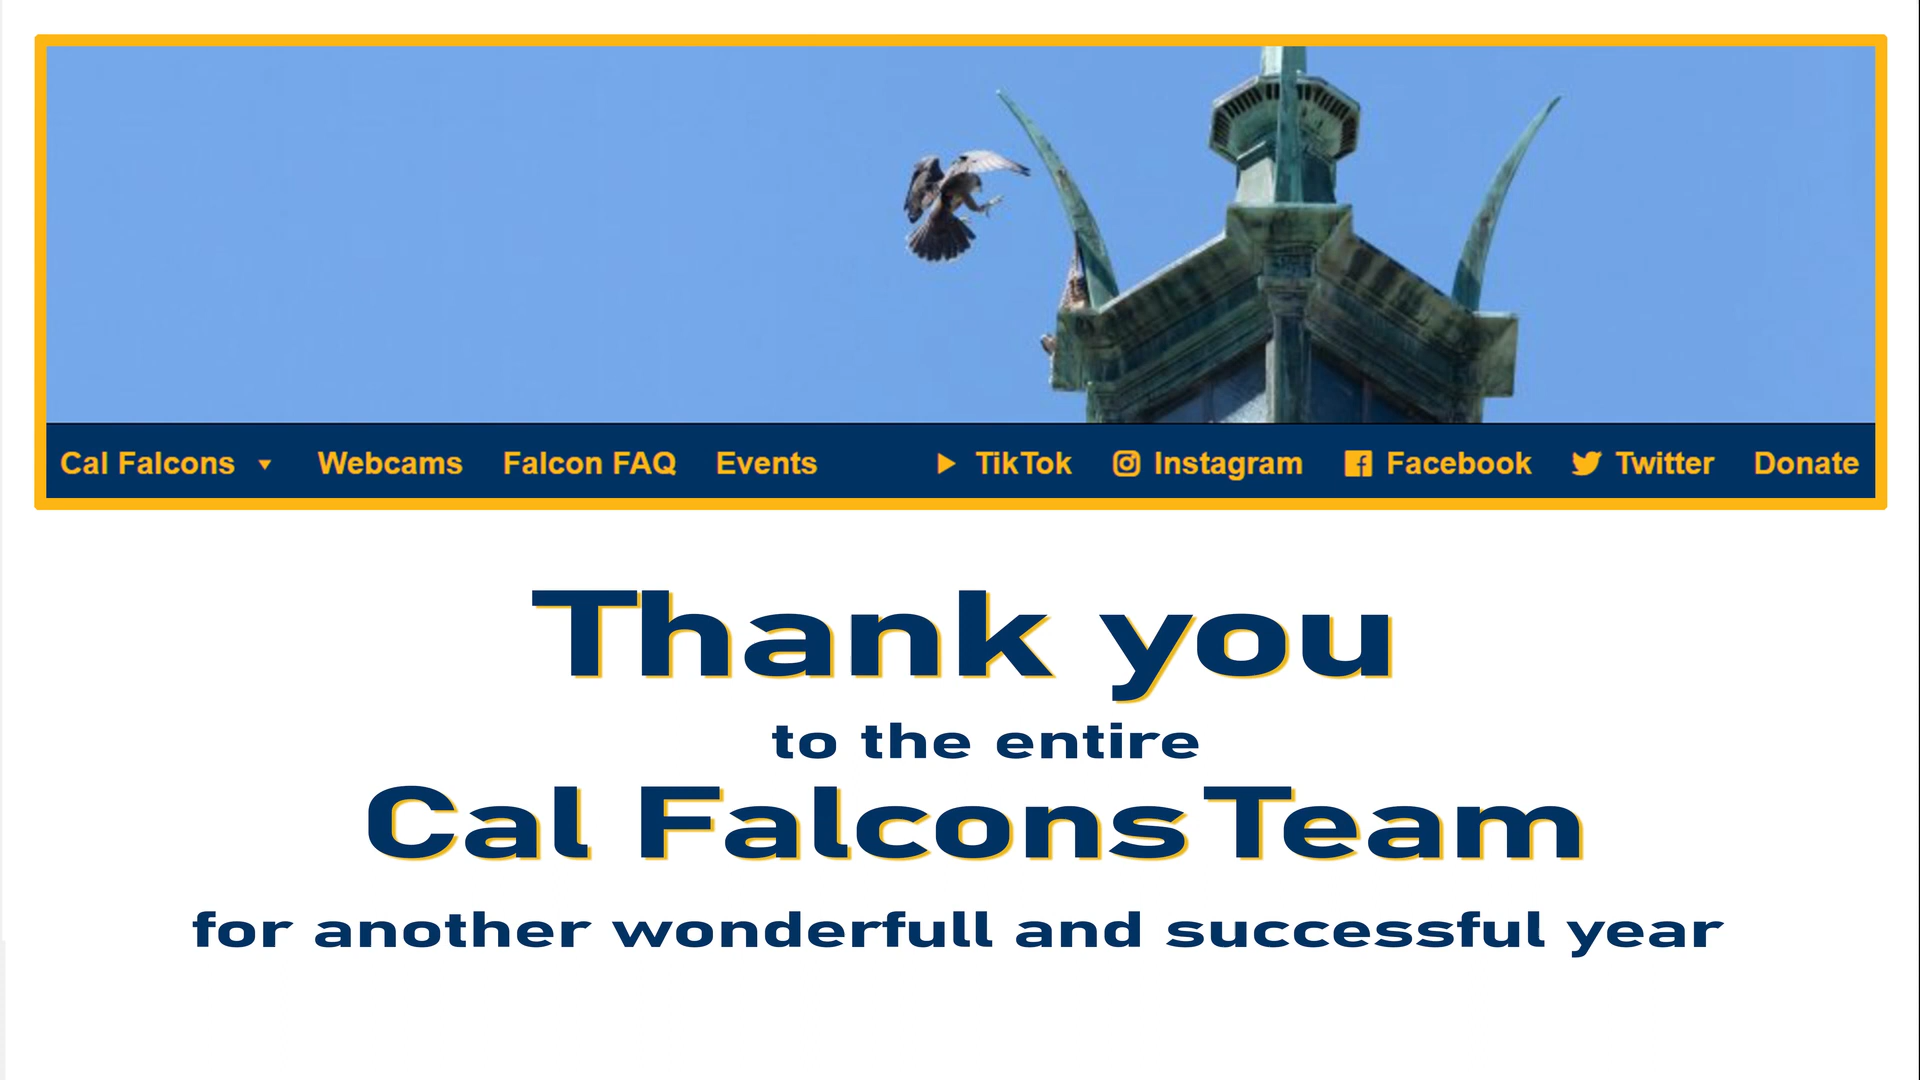 Cal Falcons Webcams Falcon FAQ Events TikTok Instagram Facebook Twitter Donate
Thank you
to the entire
Cal Falcons Team
for another wonderfull and successful year